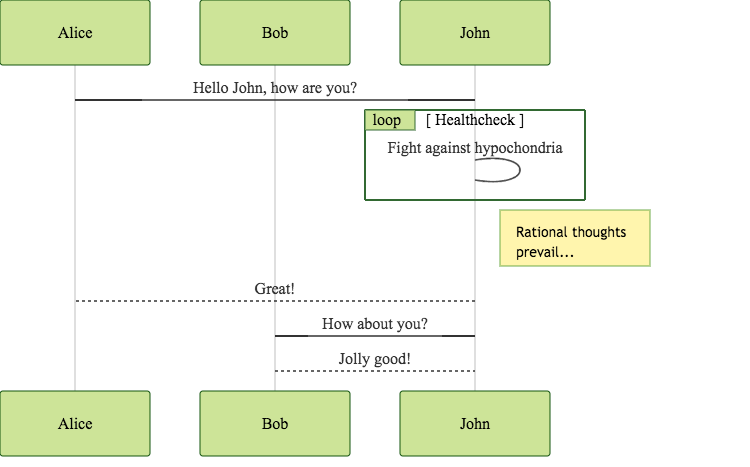 Alice
Bob
John
Hello John, how are you?
loop
[ Healthcheck ]
Fight against hypochondria
Rational thoughts
prevail...
Great!
How about you?
Jolly good!
Alice
Bob
John